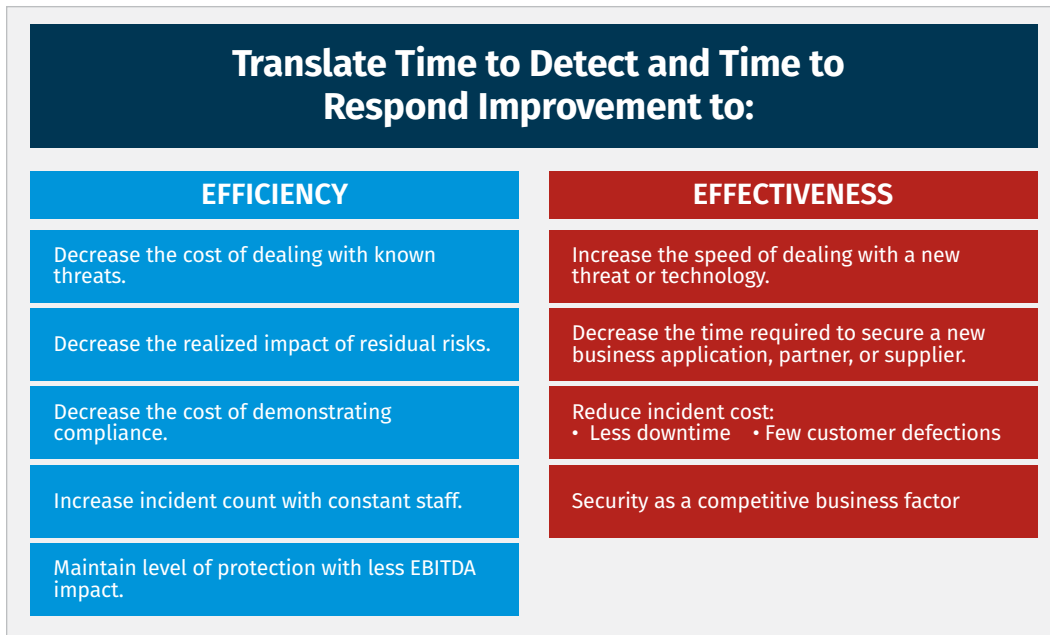 Translate Time to Detect and Time to
Respond Improvement to:
EFFICIENCY
Decrease the cost of dealing with known
threats.
Decrease the realized impact of residual risks.
Decrease the cost of demonstrating
compliance.
Increase incident count with constant staff.
Maintain level of protection with less EBITDA
impact.
EFFECTIVENESS
Increase the speed of dealing with a new
threat or technology.
Decrease the time required to secure a new
business application, partner, or supplier.
Reduce incident cost:
• Less downtime • Few customer defections
Security as a competitive business factor